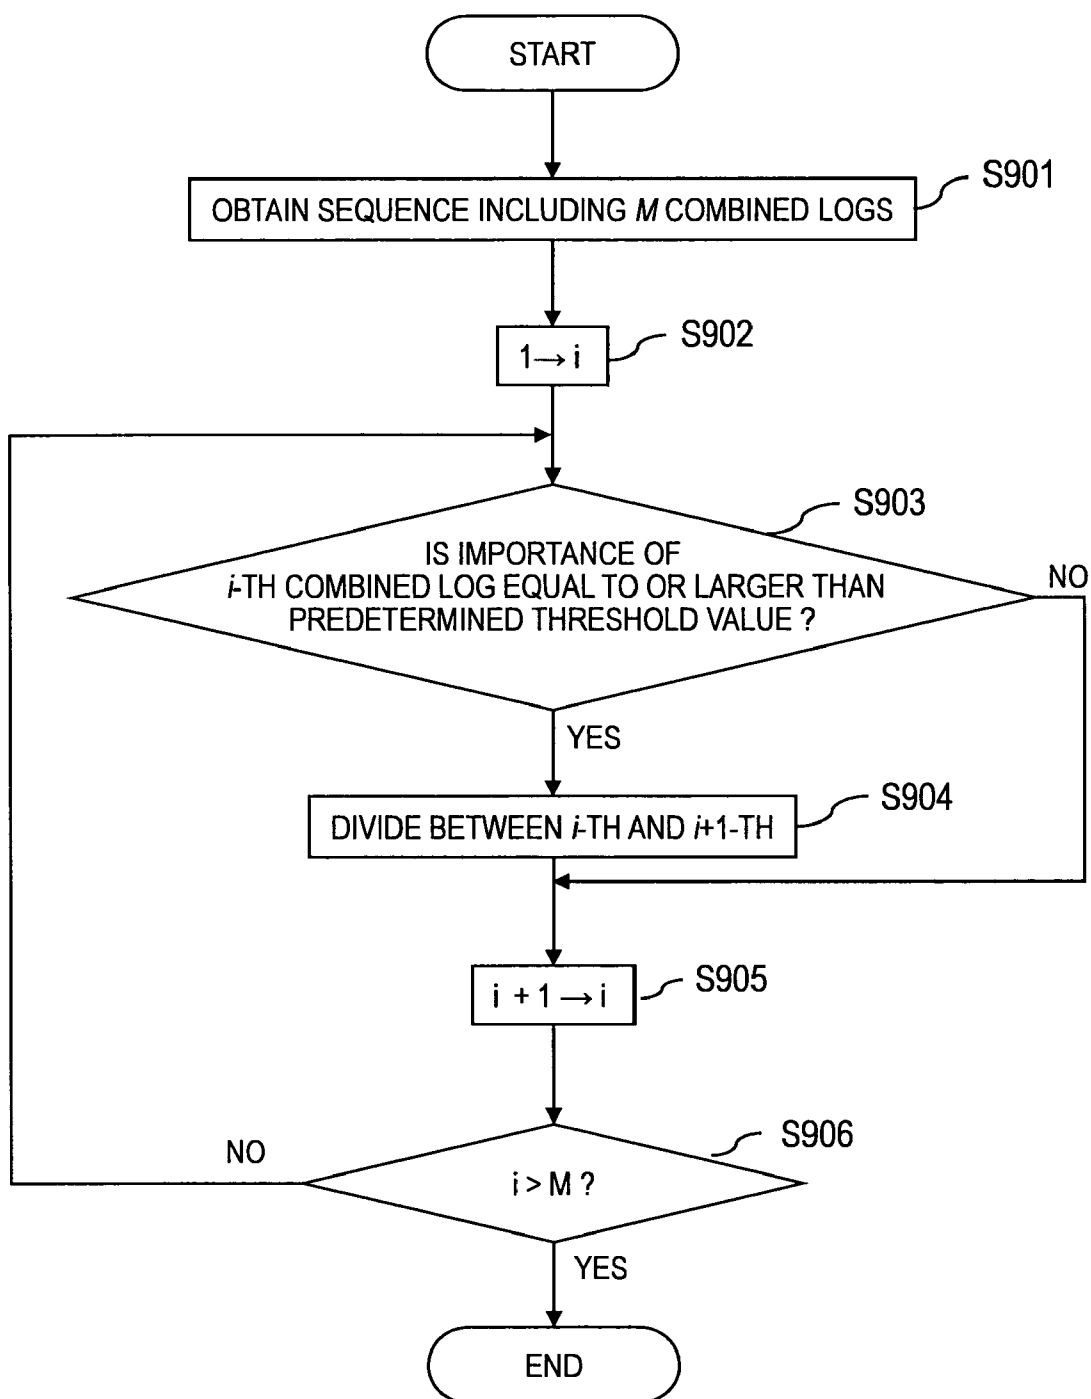 START
S901
OBTAIN SEQUENCE INCLUDING M COMBINED LOGS
S902
1→ i
S903
IS IMPORTANCE OF
i-TH COMBINED LOG EQUAL TO OR LARGER THAN
PREDETERMINED THRESHOLD VALUE ?
NO
YES
S904
DIVIDE BETWEEN i-TH AND i+1-TH
S905
i + 1 → i
S906
NO
i > M ?
YES
END